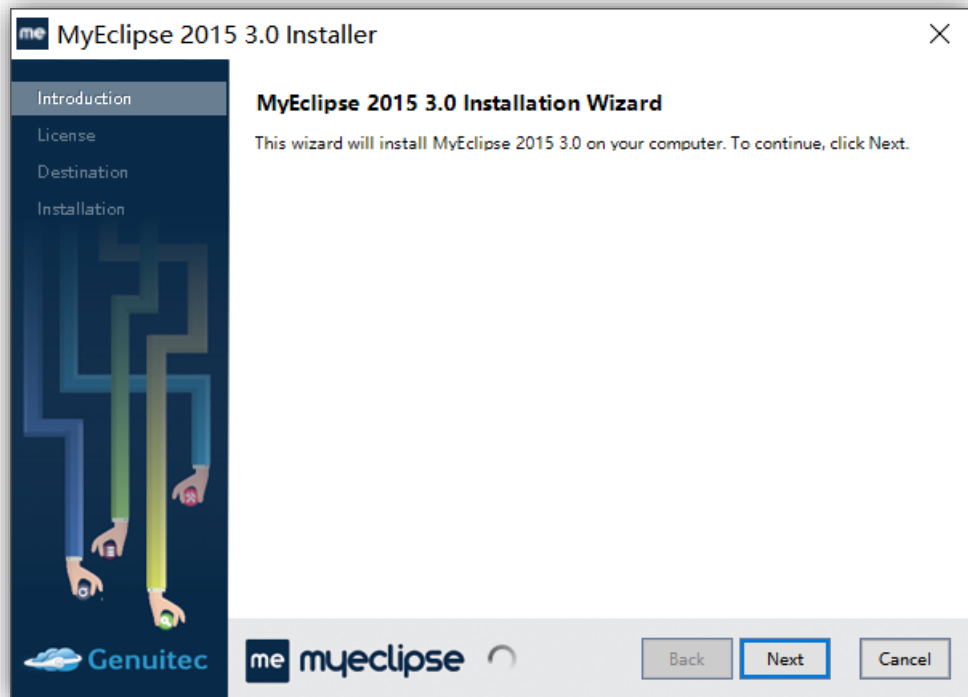 me MyEclipse 2015 3.0 Installer
Introduction
License
Destination
Installation
MyEclipse 2015 3.0 Installation Wizard
This wizard will install MyEclipse 2015 3.0 on your computer. To continue, click Next.
Genuitec
me myeclipse
Back
Next
Cancel